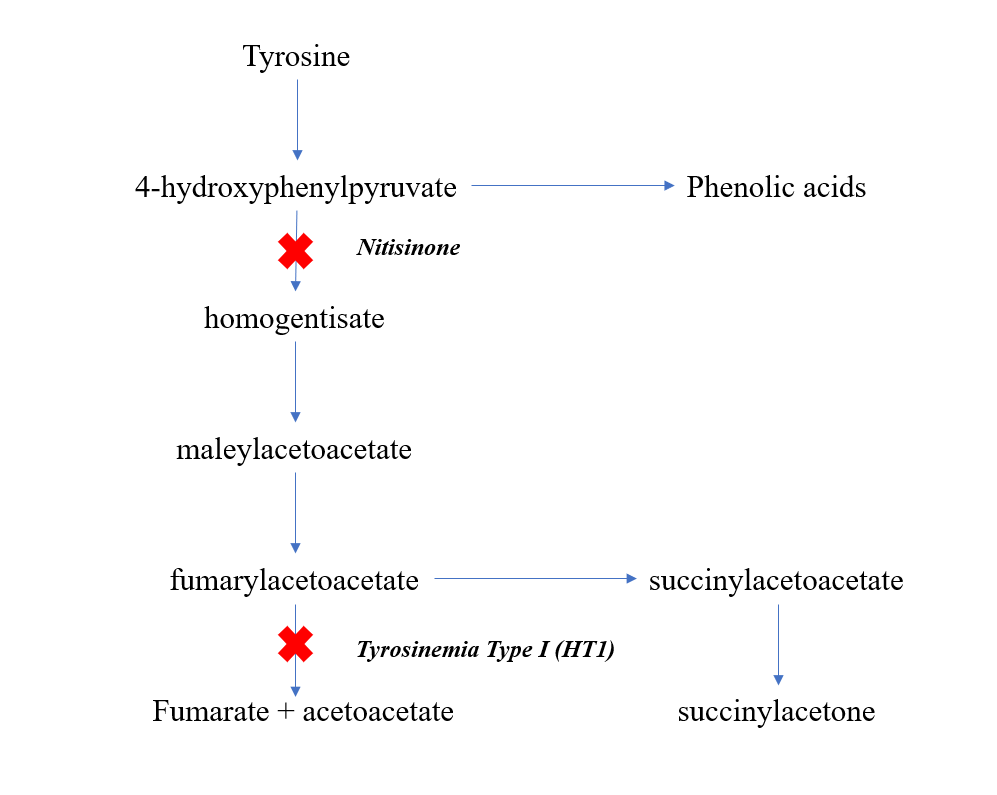 Tyrosine
4-hydroxyphenylpyruvate
Phenolic acids
Nitisinone
homogentisate
maleylacetoacetate
fumarylacetoacetate
succinylacetoacetate
Tyrosinemia Type I (HT1)
Fumarate + acetoacetate
succinylacetone